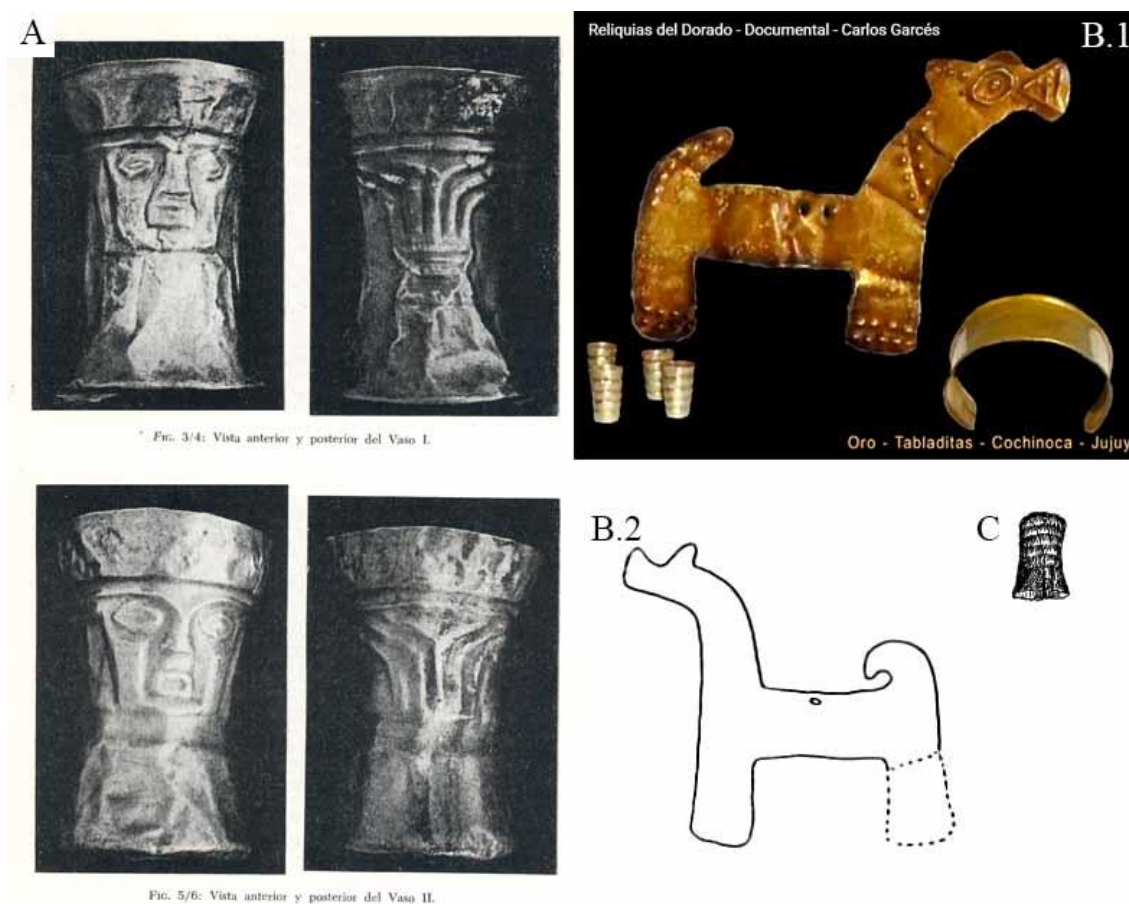 A
Reliquias del Dorado - Documental - Carlos Garcés
B.1
FIG. 3/4: Vista anterior y posterior del Vaso I.
Oro - Tabladitas - Cochinoca - Jujuy
B.2
C
FIG. 5/6: Vista anterior y posterior del Vaso II.